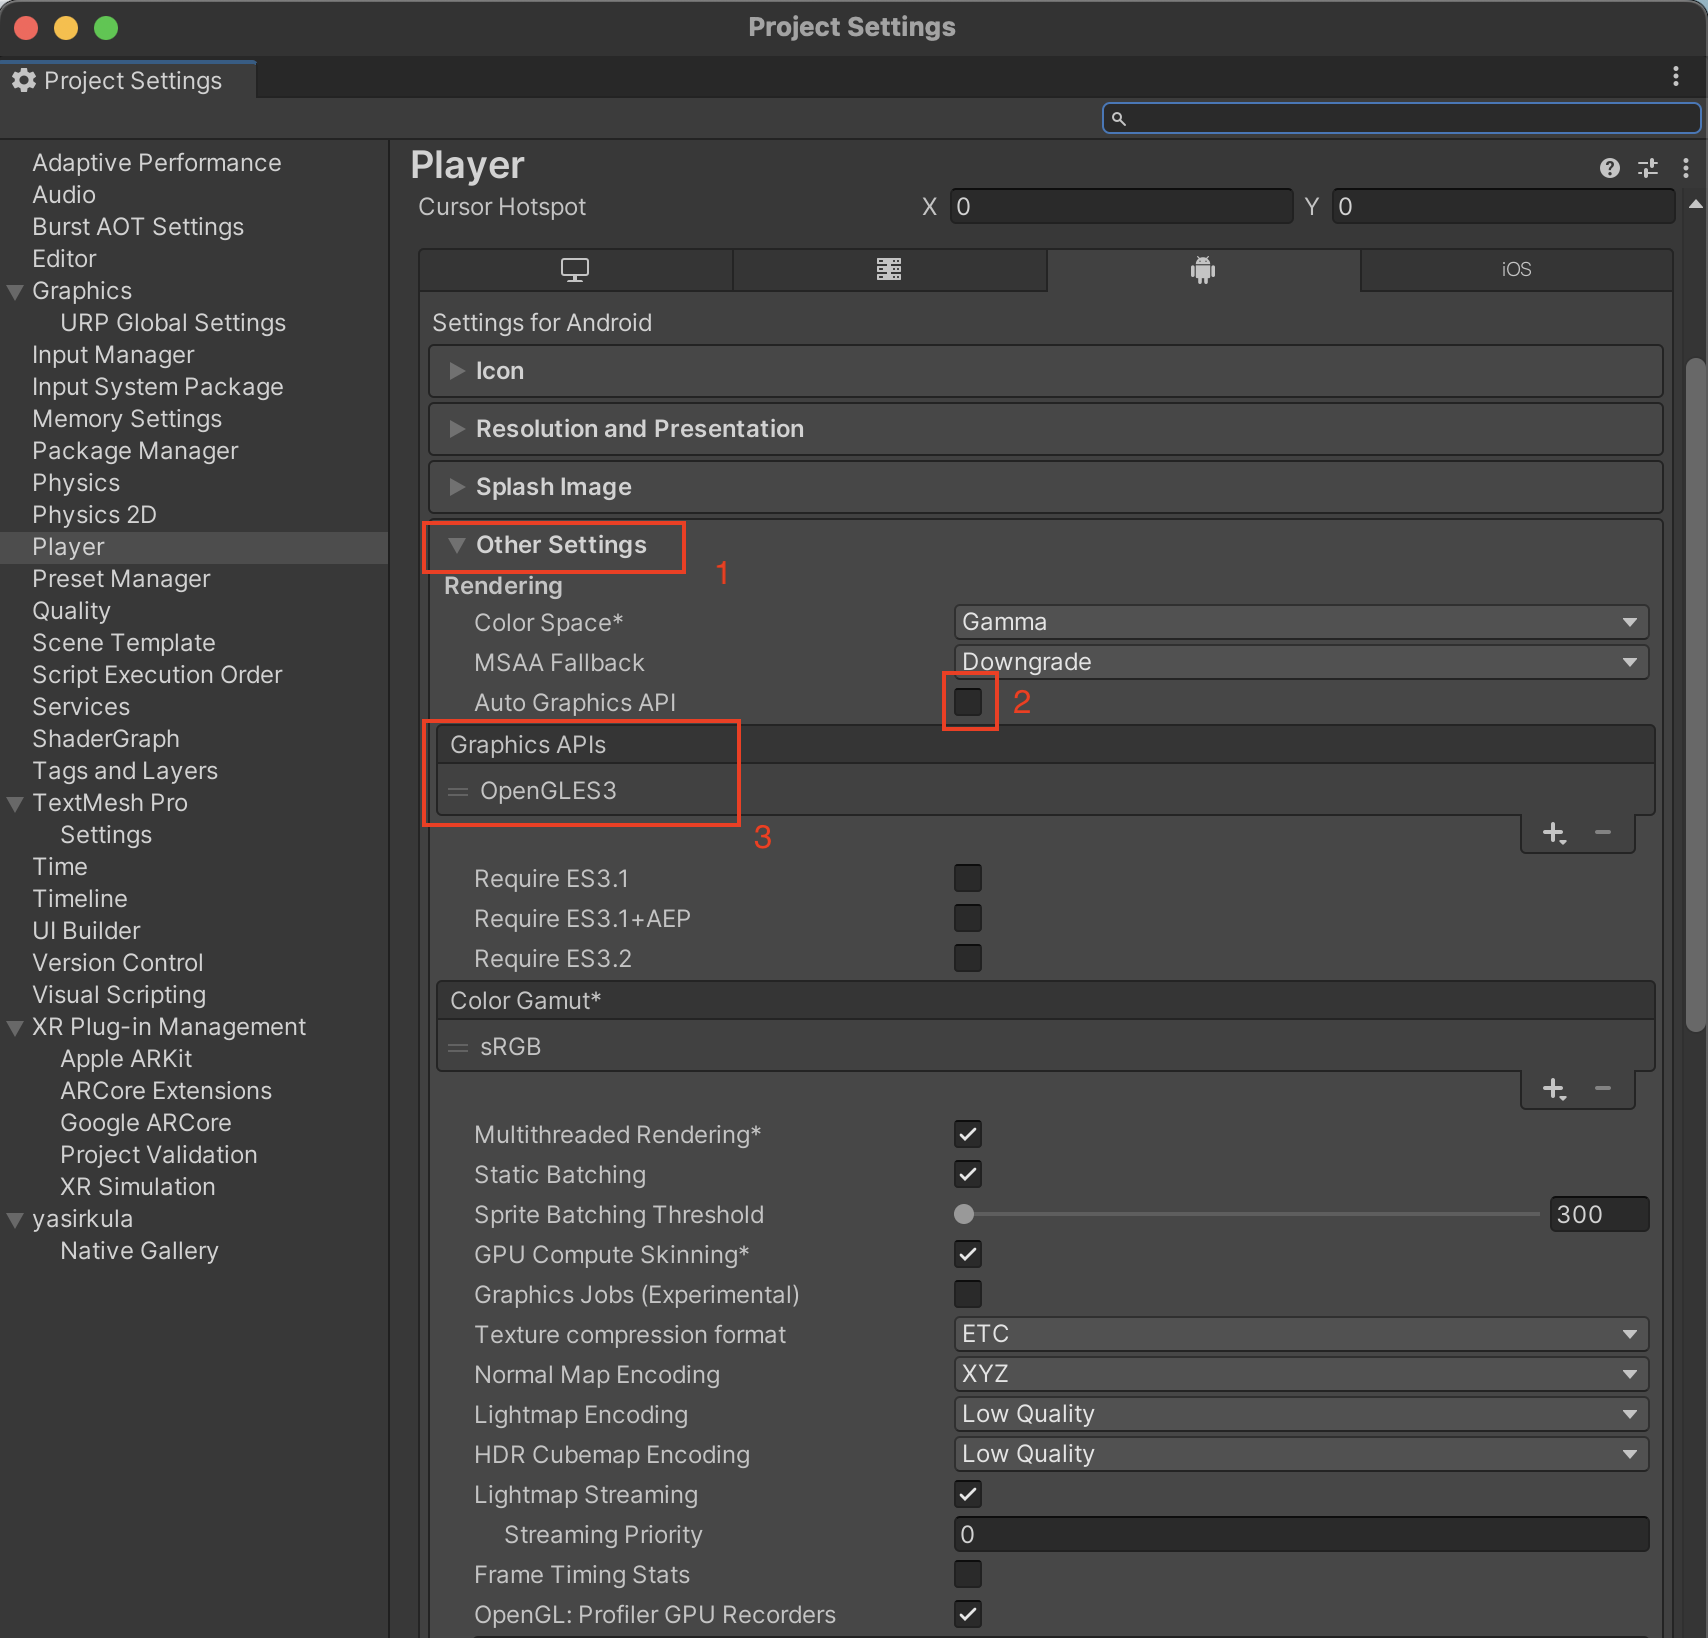 Project Settings
Project Settings
Adaptive Performance
Audio
Burst AOT Settings
Editor
Graphics
URP Global Settings
Input Manager
Input System Package
Memory Settings
Package Manager
Physics
Physics 2D
Player
Preset Manager
Quality
Scene Template
Script Execution Order
Services
ShaderGraph
Tags and Layers
TextMesh Pro
Settings
Time
Timeline
UI Builder
Version Control
Visual Scripting
XR Plug-in Management
Apple ARKit
ARCore Extensions
Google ARCore
Project Validation
XR Simulation
yasirkula
Native Gallery
Player
Cursor Hotspot X 0 Y 0
iOS
Settings for Android
Icon
Resolution and Presentation
Splash Image
Other Settings
1
Rendering
Color Space* Gamma
MSAA Fallback Downgrade
Auto Graphics API 2
Graphics APIs
OpenGLES3
3
Require ES3.1
Require ES3.1+AEP
Require ES3.2
Color Gamut*
sRGB
Multithreaded Rendering*
Static Batching
Sprite Batching Threshold 300
GPU Compute Skinning*
Graphics Jobs (Experimental)
Texture compression format ETC
Normal Map Encoding XYZ
Lightmap Encoding Low Quality
HDR Cubemap Encoding Low Quality
Lightmap Streaming
Streaming Priority 0
Frame Timing Stats
OpenGL: Profiler GPU Recorders